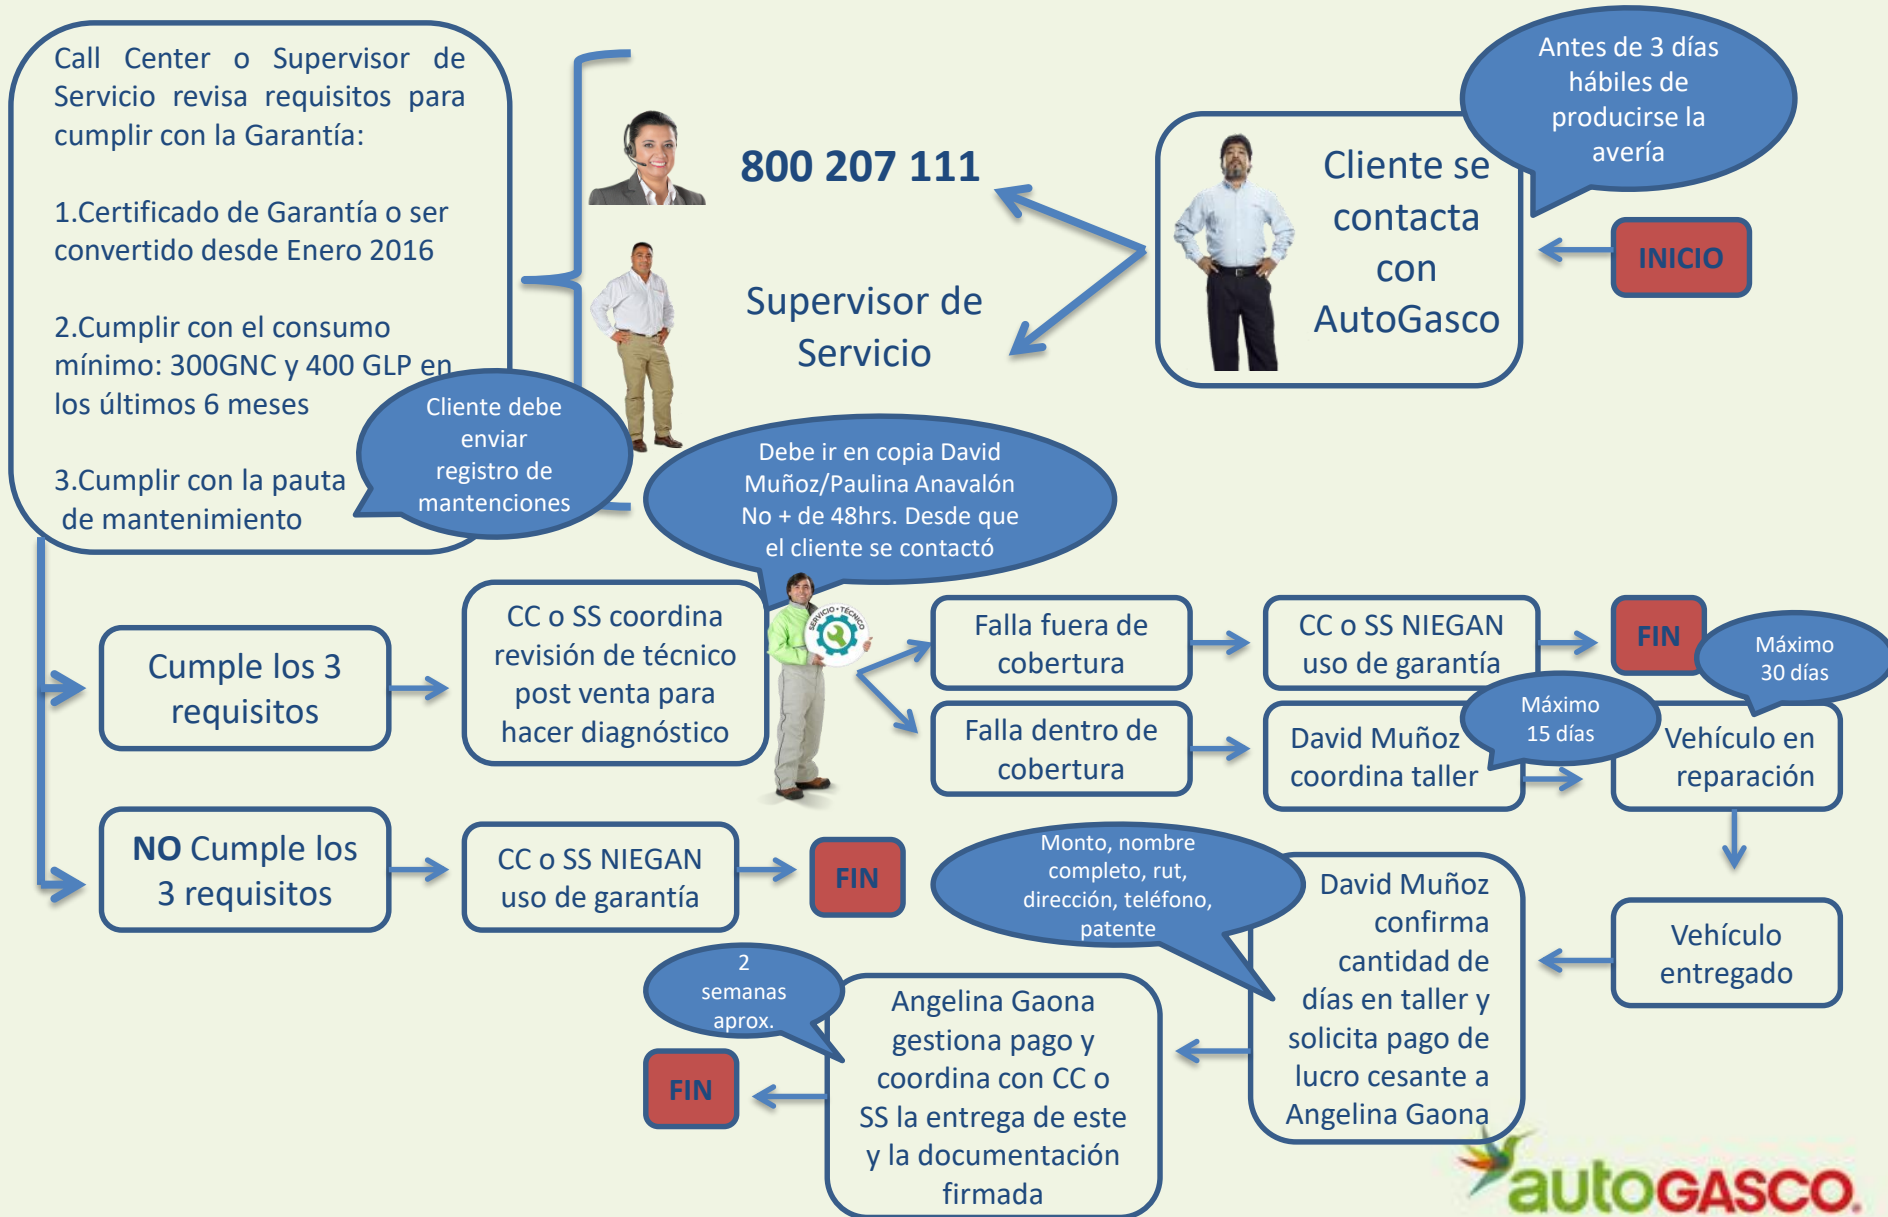 Call Center o Supervisor de
Servicio revisa requisitos para
cumplir con la Garantía:
1.Certificado de Garantía o ser
convertido desde Enero 2016
2.Cumplir con el consumo
mínimo: 300GNC y 400 GLP en
los últimos 6 meses
3.Cumplir con la pauta
de mantenimiento
Cliente debe
enviar
registro de
mantenciones
800 207 111
Supervisor de
Servicio
Cliente se
contacta
con
AutoGasco
Antes de 3 días
hábiles de
producirse la
avería
INICIO
Debe ir en copia David
Muñoz/Paulina Anavalón
No + de 48hrs. Desde que
el cliente se contactó
Cumple los 3
requisitos
CC o SS coordina
revisión de técnico
post venta para
hacer diagnóstico
SERVICIO • TÉCNICO
Falla fuera de
cobertura
CC o SS NIEGAN
uso de garantía
FIN
Falla dentro de
cobertura
David Muñoz
coordina taller
Máximo
15 días
Vehículo en
reparación
Máximo
30 días
NO Cumple los
3 requisitos
CC o SS NIEGAN
uso de garantía
FIN
Vehículo
entregado
David Muñoz
confirma
cantidad de
días en taller y
solicita pago de
lucro cesante a
Angelina Gaona
Monto, nombre
completo, rut,
dirección, teléfono,
patente
Angelina Gaona
gestiona pago y
coordina con CC o
SS la entrega de este
y la documentación
firmada
2
semanas
aprox.
FIN
autoGASCO.